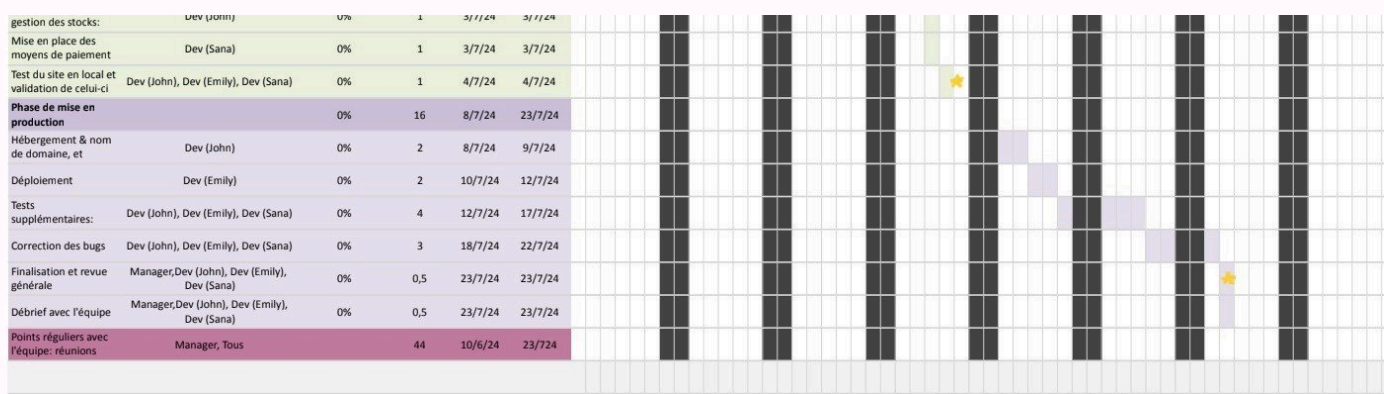 gestion des stocks: Dev (John) 0% 1 3/7/24 3/7/24
Mise en place des
moyens de paiement
Dev (Sana) 0% 1 3/7/24 3/7/24
Test du site en local et
validation de celui-ci
Dev (John), Dev (Emily), Dev (Sana) 0% 1 4/7/24 4/7/24
Phase de mise en
production
0% 16 8/7/24 23/7/24
Hébergement & nom
de domaine, et
Dev (John) 0% 2 8/7/24 9/7/24
Déploiement Dev (Emily) 0% 2 10/7/24 12/7/24
Tests
supplémentaires:
Dev (John), Dev (Emily), Dev (Sana) 0% 4 12/7/24 17/7/24
Correction des bugs Dev (John), Dev (Emily), Dev (Sana) 0% 3 18/7/24 22/7/24
Finalisation et revue
générale
Manager,Dev (John), Dev (Emily),
Dev (Sana)
0% 0,5 23/7/24 23/7/24
Débrief avec l'équipe
Manager,Dev (John), Dev (Emily),
Dev (Sana)
0% 0,5 23/7/24 23/7/24
Points réguliers avec
l'équipe: réunions
Manager, Tous 44 10/6/24 23/724